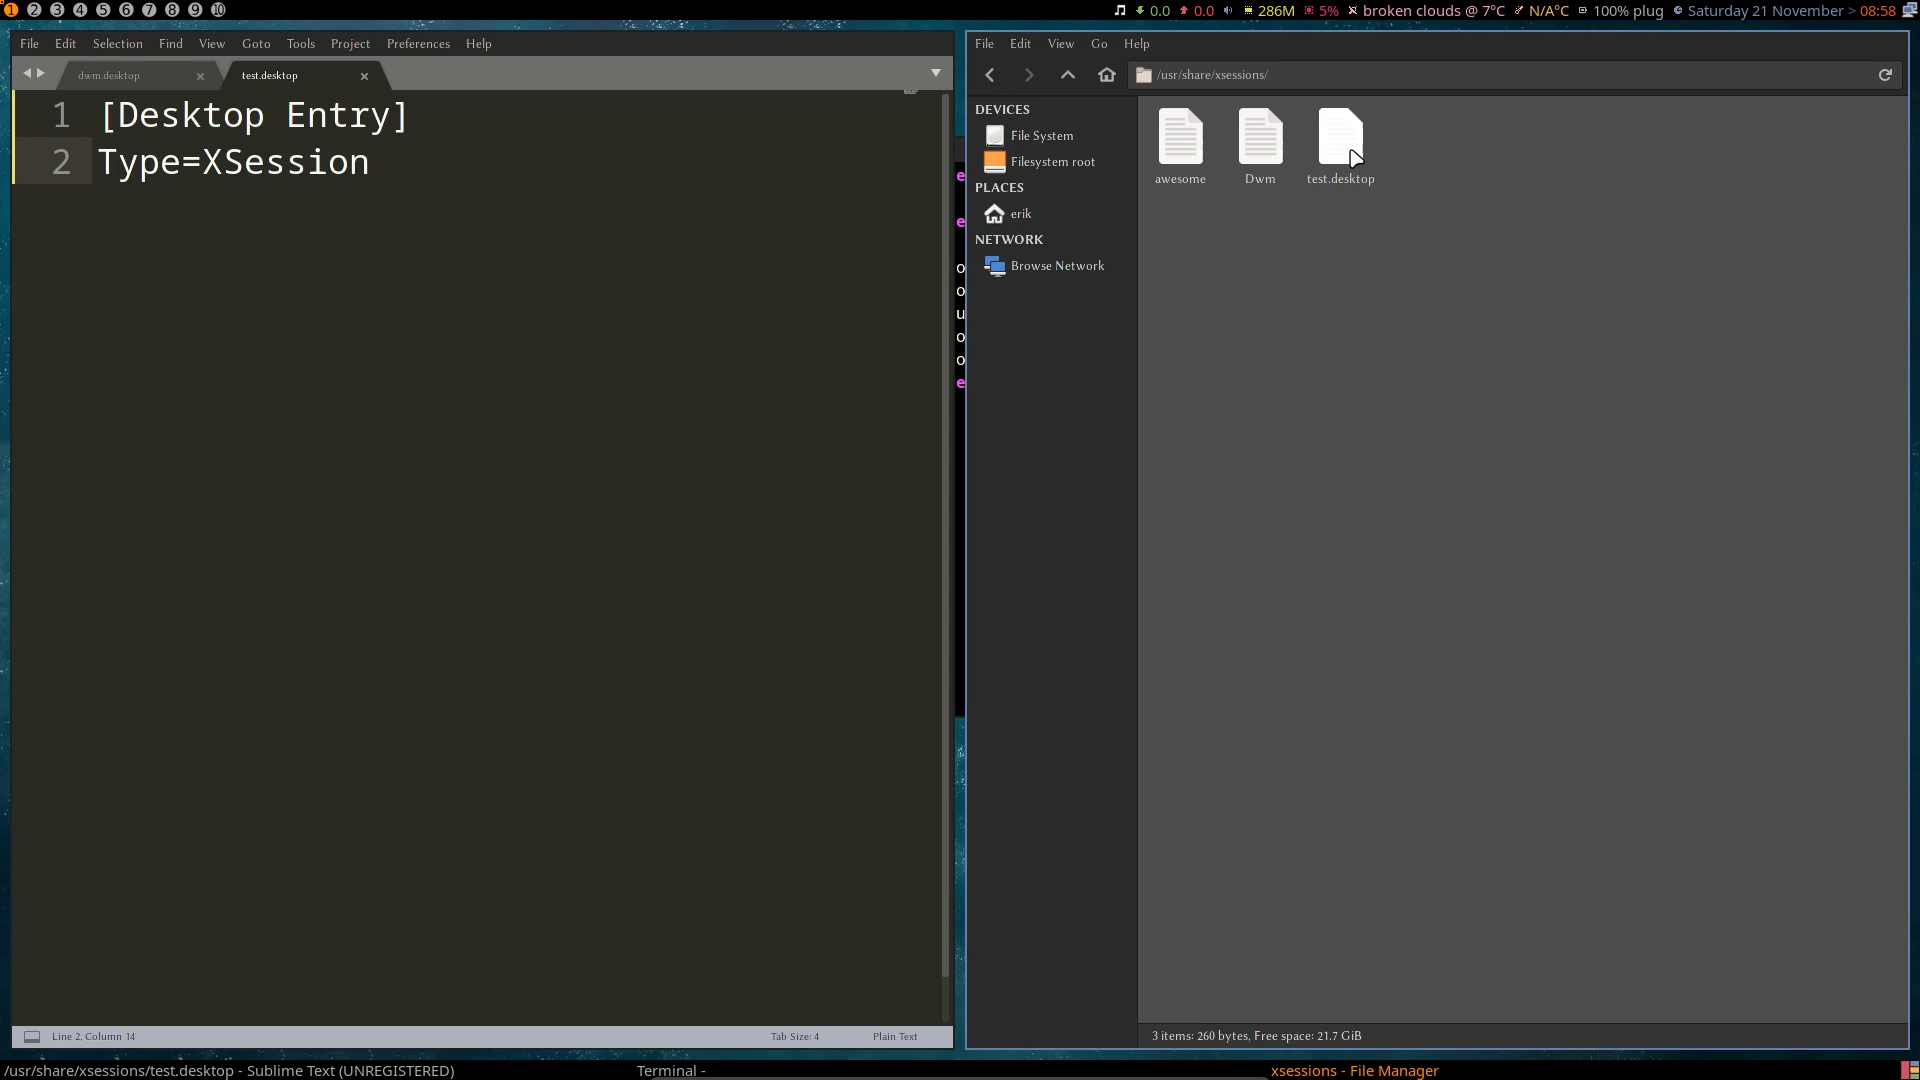 1 2 3 4 5 6 7 8 9 10
0.0 0.0 286M 5% broken clouds @ 7°C N/A°C 100% plug Saturday 21 November > 08:58
File Edit Selection Find View Goto Tools Project Preferences Help
dwm.desktop × test.desktop ×
1 [Desktop Entry]
2 Type=XSession
Line 2, Column 14 Tab Size: 4 Plain Text
e
e
o
o
u
o
o
e
File Edit View Go Help
/usr/share/xsessions/
DEVICES
File System
Filesystem root
PLACES
erik
NETWORK
Browse Network
awesome Dwm test.desktop
3 items: 260 bytes, Free space: 21.7 GiB
/usr/share/xsessions/test.desktop - Sublime Text (UNREGISTERED) Terminal - xsessions - File Manager